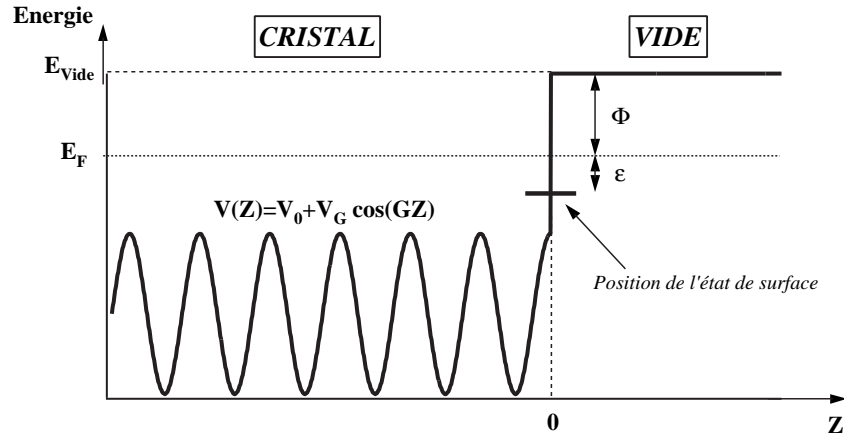 Energie
CRISTAL
VIDE
E_Vide
Φ
E_F
ε
V(Z)=V_0+V_G cos(GZ)
Position de l'état de surface
0
Z